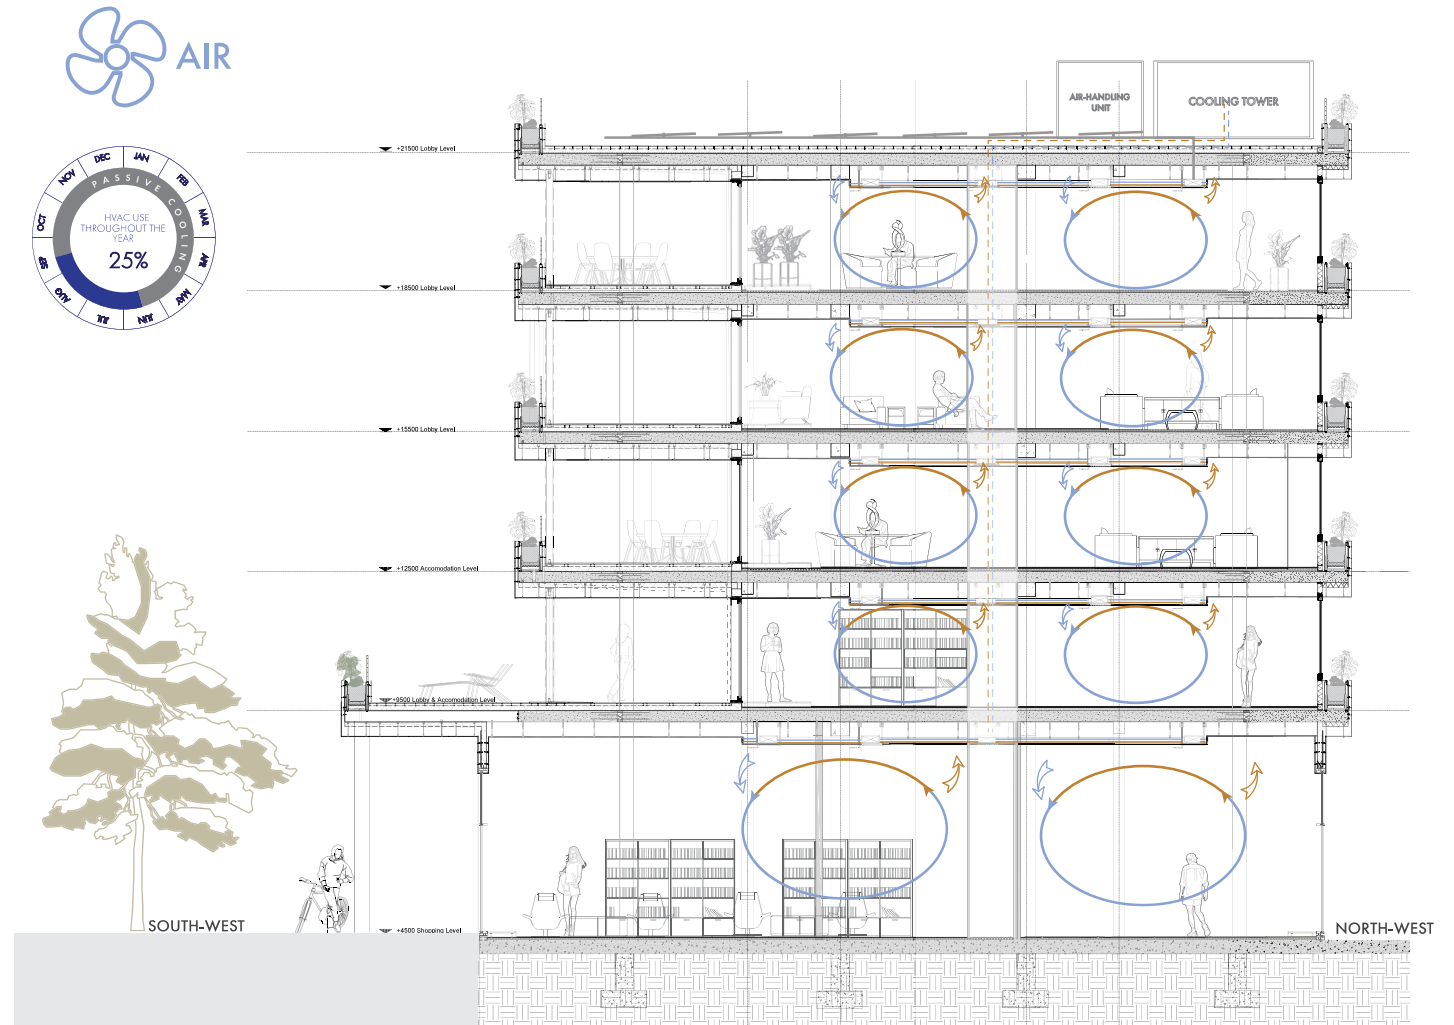 AIR
AIR-HANDLING
UNIT
COOLING TOWER
+21500 Lobby Level
DEC
JAN
FEB
MAR
APR
MAY
JUN
JUL
AUG
SEP
OCT
NOV
PASSIVE COOLING
HVAC USE
THROUGHOUT THE
YEAR
25%
+18500 Lobby Level
+15500 Lobby Level
+12500 Accomodation Level
+9500 Lobby & Accomodation Level
SOUTH-WEST
+4500 Shopping Level
NORTH-WEST